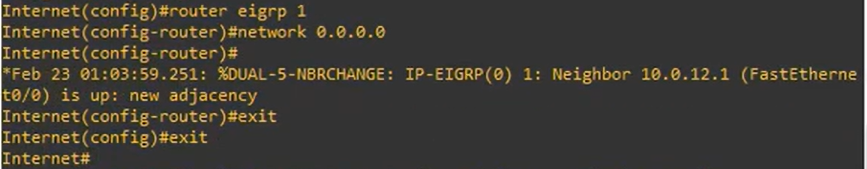 Internet(config)#router eigrp 1
Internet(config-router)#network 0.0.0.0
Internet(config-router)#
*Feb 23 01:03:59.251: %DUAL-5-NBRCHANGE: IP-EIGRP(0) 1: Neighbor 10.0.12.1 (FastEtherne
t0/0) is up: new adjacency
Internet(config-router)#exit
Internet(config)#exit
Internet#